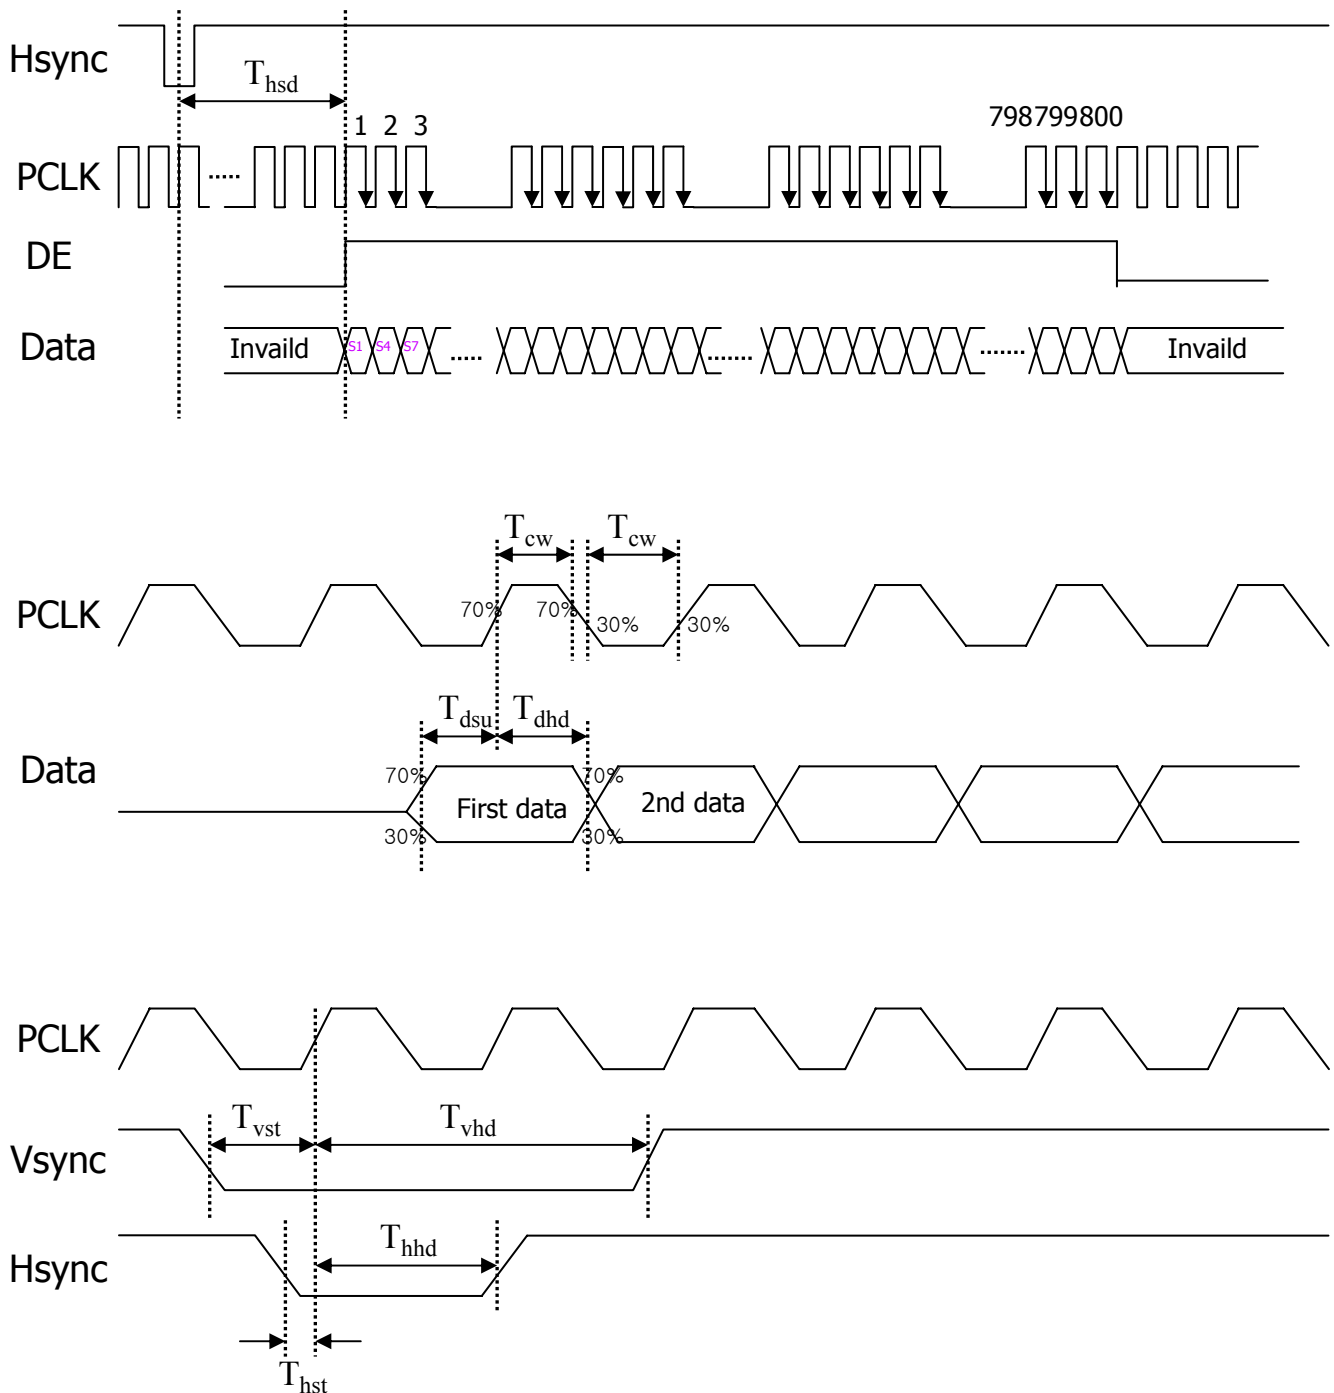 Hsync
Thsd
1 2 3
798799800
PCLK
......
DE
Data
Invaild
S1 S4 S7
.....
.......
.......
Invaild
Tcw Tcw
PCLK
70% 70% 30% 30%
Tdsu Tdhd
Data
70% 70%
First data
2nd data
30% 30%
PCLK
Tvst Tvhd
Vsync
Thhd
Hsync
Thst